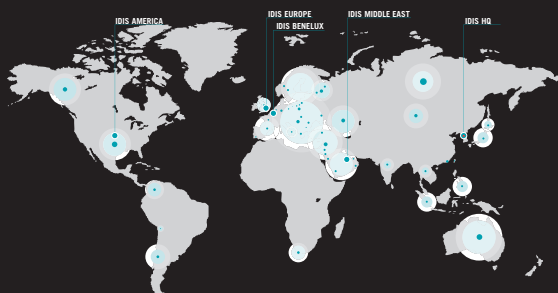 IDIS AMERICA
IDIS EUROPE
IDIS BENELUX
IDIS MIDDLE EAST
IDIS HQ